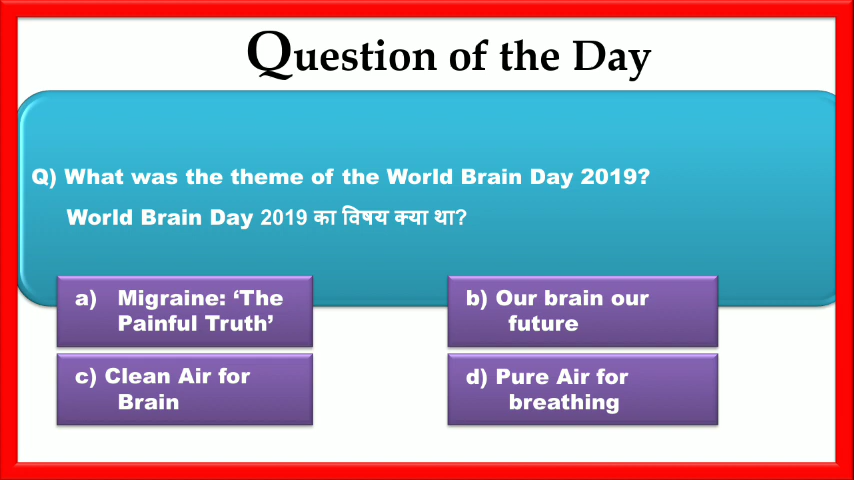 Question of the Day
Q) What was the theme of the World Brain Day 2019?
World Brain Day 2019 का विषय क्या था?
a) Migraine: ‘The
Painful Truth’
b) Our brain our
future
c) Clean Air for
Brain
d) Pure Air for
breathing